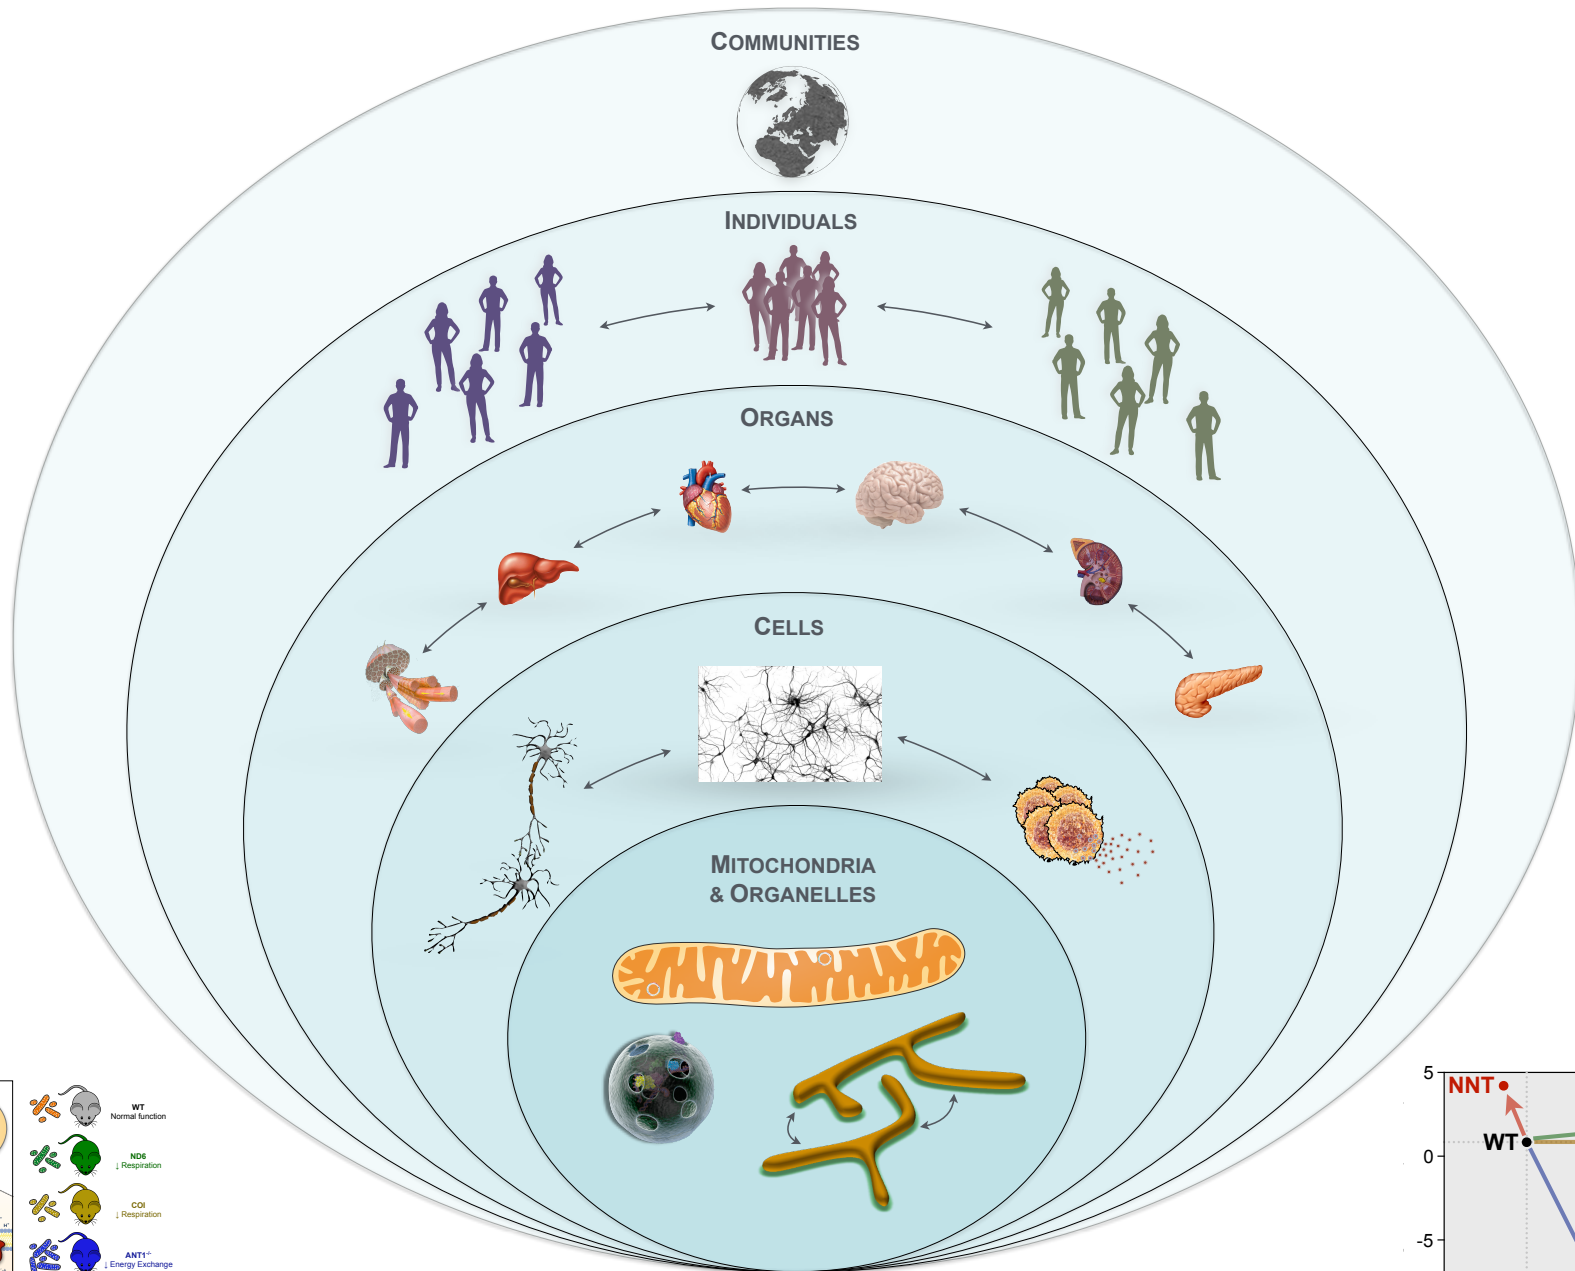 COMMUNITIES
INDIVIDUALS
ORGANS
CELLS
MITOCHONDRIA
& ORGANELLES
WT
Normal function
ND6
↓ Respiration
COI
↓ Respiration
ANT1-/-
↓ Energy Exchange
H+
5
NNT
WT
0
-5